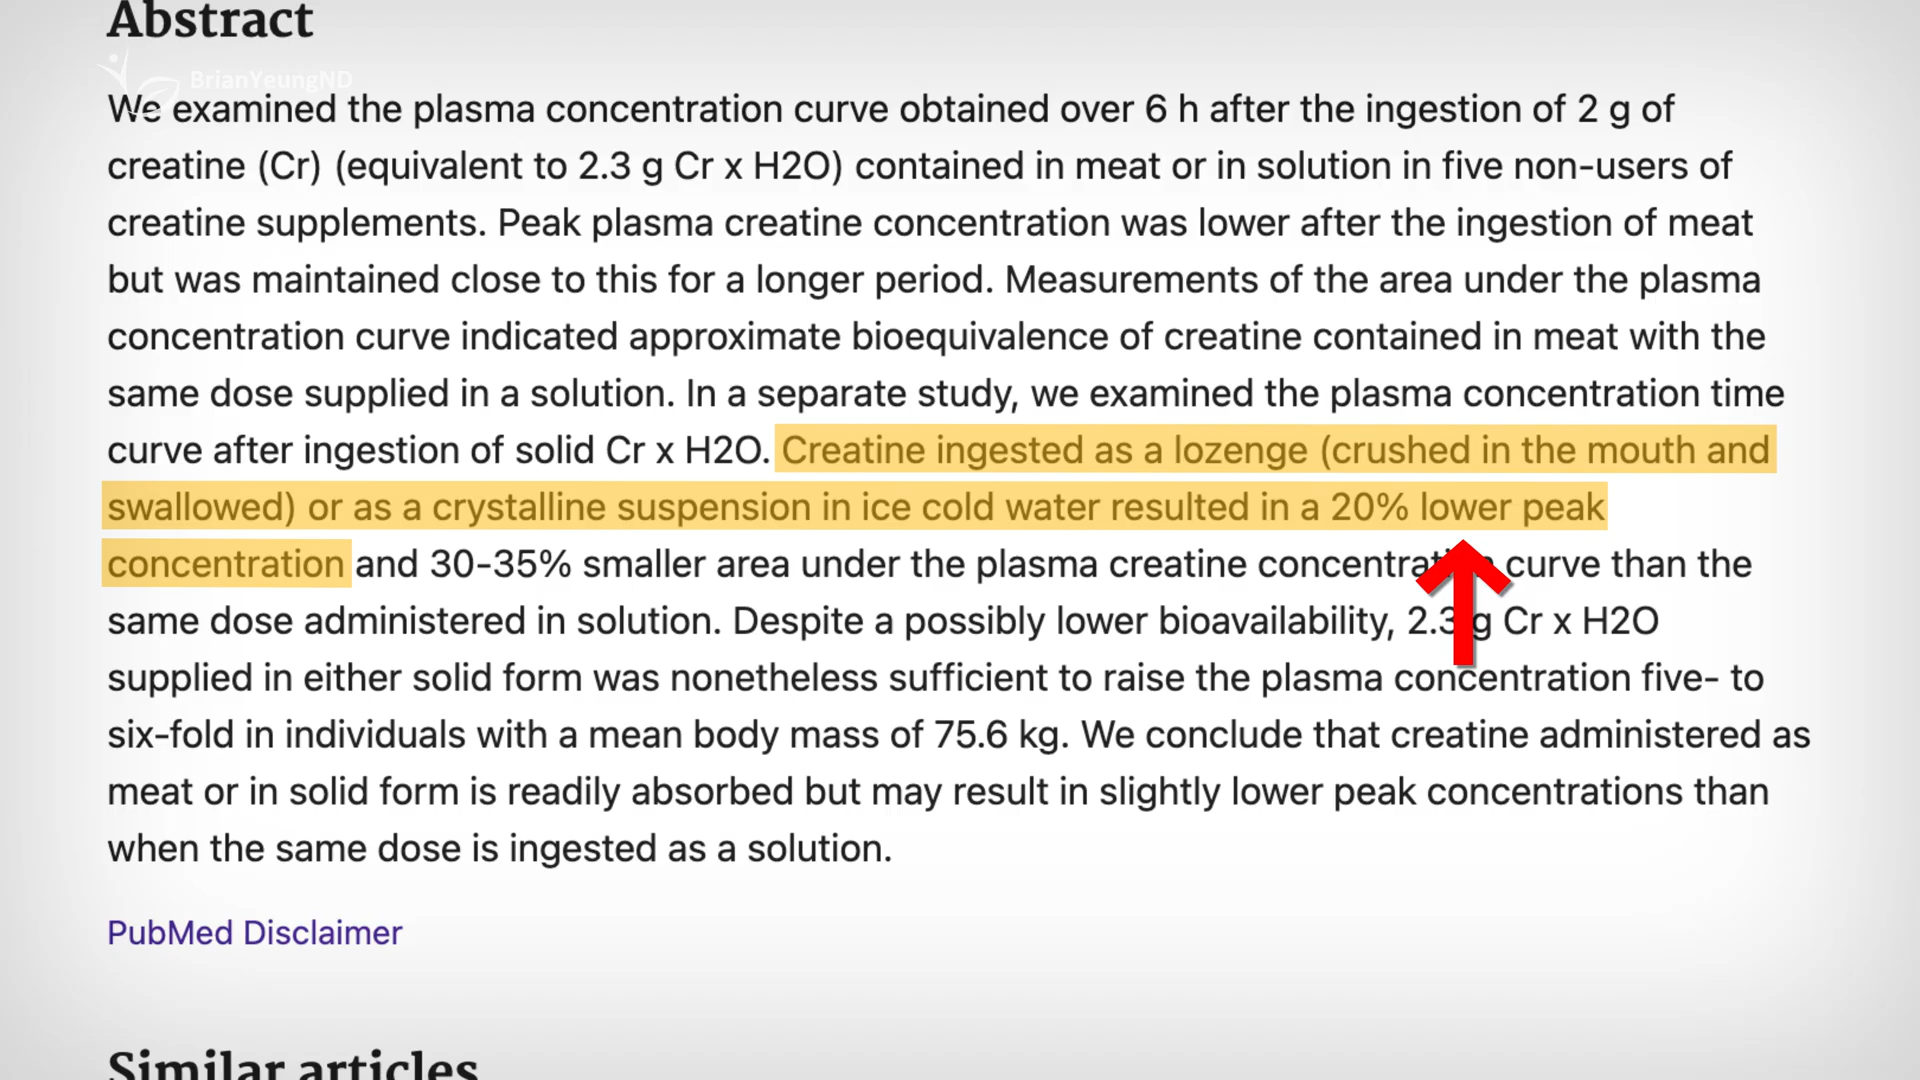 Abstract
BrianYeungND
We examined the plasma concentration curve obtained over 6 h after the ingestion of 2 g of
creatine (Cr) (equivalent to 2.3 g Cr x H2O) contained in meat or in solution in five non-users of
creatine supplements. Peak plasma creatine concentration was lower after the ingestion of meat
but was maintained close to this for a longer period. Measurements of the area under the plasma
concentration curve indicated approximate bioequivalence of creatine contained in meat with the
same dose supplied in a solution. In a separate study, we examined the plasma concentration time
curve after ingestion of solid Cr x H2O. Creatine ingested as a lozenge (crushed in the mouth and
swallowed) or as a crystalline suspension in ice cold water resulted in a 20% lower peak
concentration and 30-35% smaller area under the plasma creatine concentration curve than the
same dose administered in solution. Despite a possibly lower bioavailability, 2.3 g Cr x H2O
supplied in either solid form was nonetheless sufficient to raise the plasma concentration five- to
six-fold in individuals with a mean body mass of 75.6 kg. We conclude that creatine administered as
meat or in solid form is readily absorbed but may result in slightly lower peak concentrations than
when the same dose is ingested as a solution.
PubMed Disclaimer
Similar articles